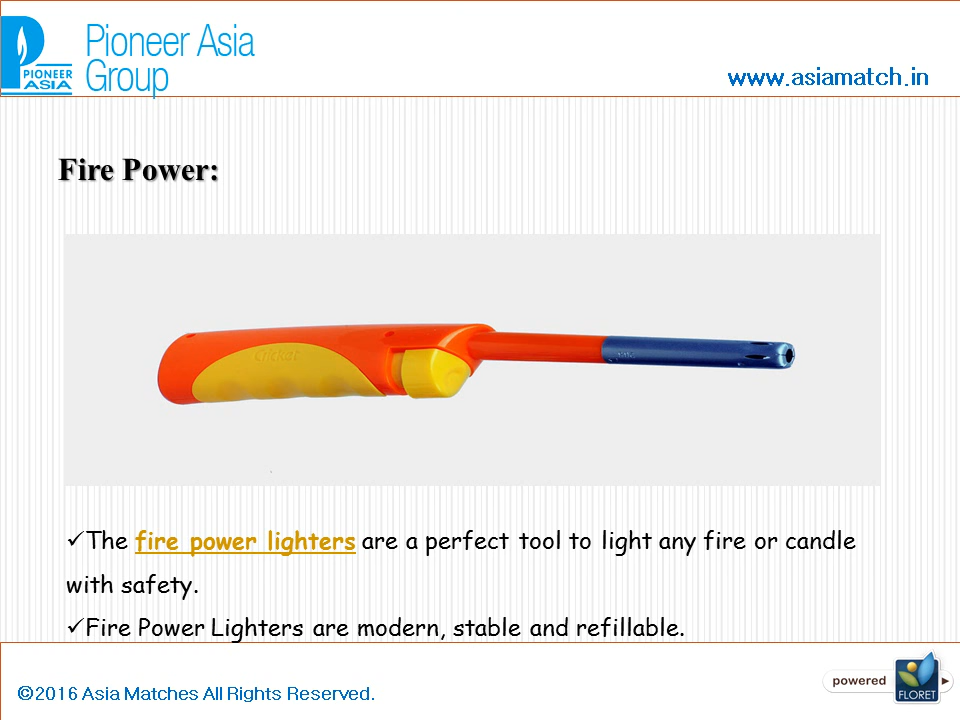 Pioneer Asia
Group
PIONEER
ASIA
www.asiamatch.in
Fire Power:
Cricket
✓The fire power lighters are a perfect tool to light any fire or candle
with safety.
✓Fire Power Lighters are modern, stable and refillable.
©2016 Asia Matches All Rights Reserved.
powered
FLORET